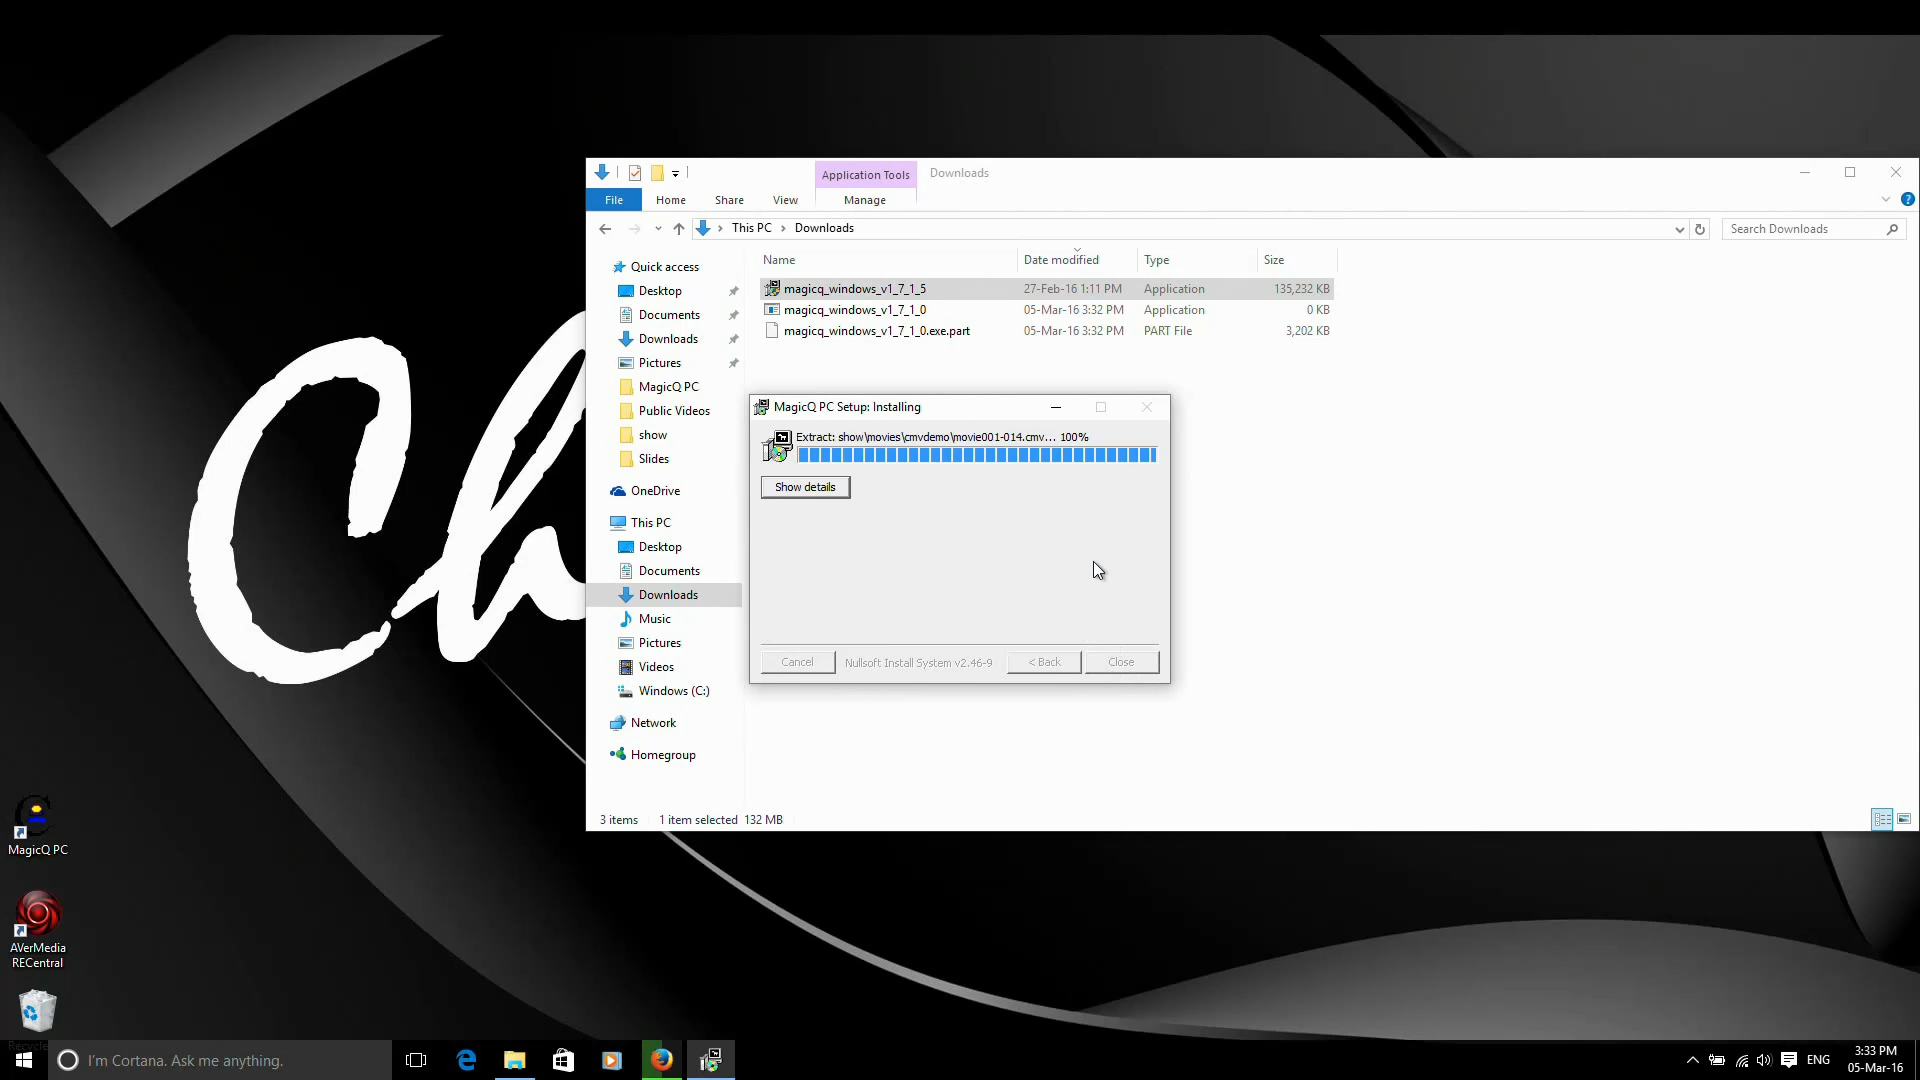 Ch
Application Tools
Downloads
File
Home
Share
View
Manage
This PC
Downloads
Search Downloads
Name
Date modified
Type
Size
magicq_windows_v1_7_1_5
27-Feb-16 1:11 PM
Application
135,232 KB
magicq_windows_v1_7_1_0
05-Mar-16 3:32 PM
Application
0 KB
magicq_windows_v1_7_1_0.exe.part
05-Mar-16 3:32 PM
PART File
3,202 KB
Quick access
Desktop
Documents
Downloads
Pictures
MagicQ PC
Public Videos
show
Slides
OneDrive
This PC
Desktop
Documents
Downloads
Music
Pictures
Videos
Windows (C:)
Network
Homegroup
3 items
1 item selected 132 MB
MagicQ PC Setup: Installing
Extract: show\movies\cmvdemo\movie001-014.cmv... 100%
Show details
Cancel
Nullsoft Install System v2.46-9
< Back
Close
MagicQ PC
AVerMedia
RECentral
I'm Cortana. Ask me anything.
ENG
3:33 PM
05-Mar-16